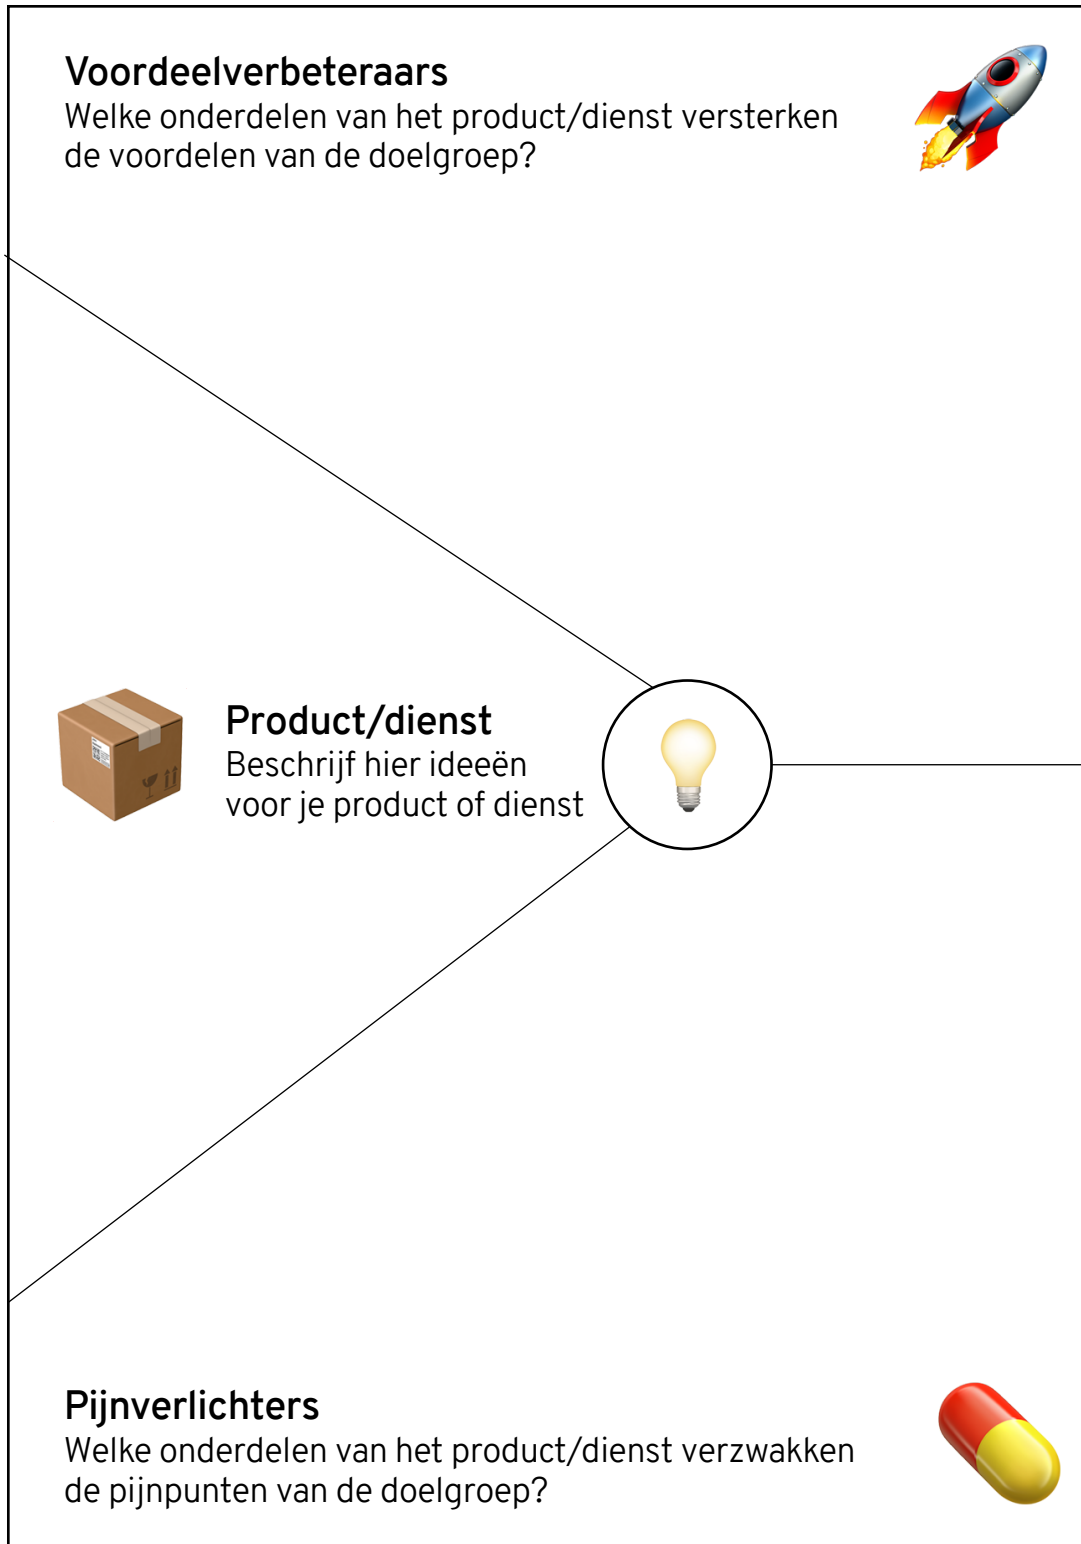 Voordeelverbeteraars
Welke onderdelen van het product/dienst versterken
de voordelen van de doelgroep?
Product/dienst
Beschrijf hier ideeën
voor je product of dienst
Pijnverlichters
Welke onderdelen van het product/dienst verzwakken
de pijnpunten van de doelgroep?